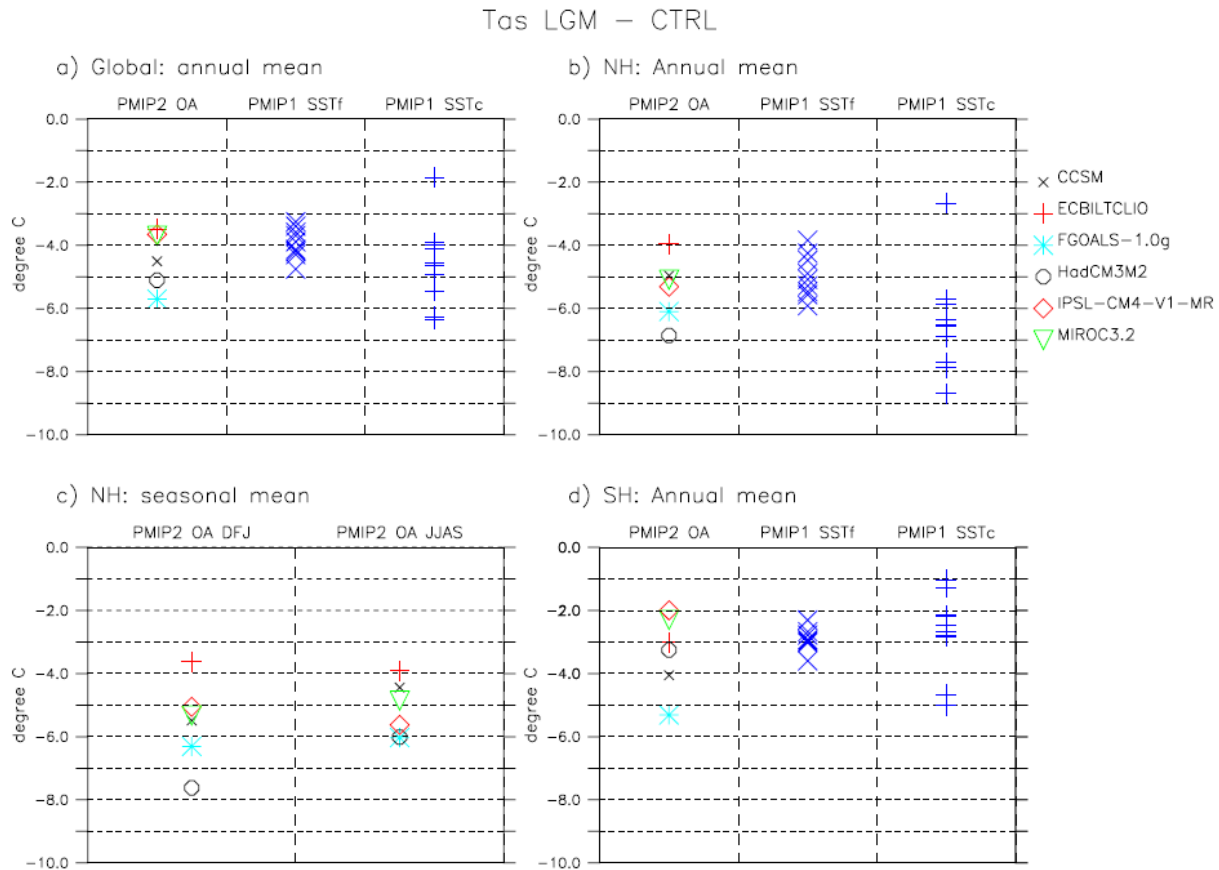 Tas LGM – CTRL
a) Global: annual mean
PMIP2 OA PMIP1 SSTf PMIP1 SSTc
0.0
-2.0
-4.0
-6.0
-8.0
-10.0
degree C
b) NH: Annual mean
PMIP2 OA PMIP1 SSTf PMIP1 SSTc
0.0
-2.0
-4.0
-6.0
-8.0
-10.0
degree C
CCSM
ECBILTCLIO
FGOALS-1.0g
HadCM3M2
IPSL-CM4-V1-MR
MIROC3.2
c) NH: seasonal mean
PMIP2 OA DFJ PMIP2 OA JJAS
0.0
-2.0
-4.0
-6.0
-8.0
-10.0
degree C
d) SH: Annual mean
PMIP2 OA PMIP1 SSTf PMIP1 SSTc
0.0
-2.0
-4.0
-6.0
-8.0
-10.0
degree C